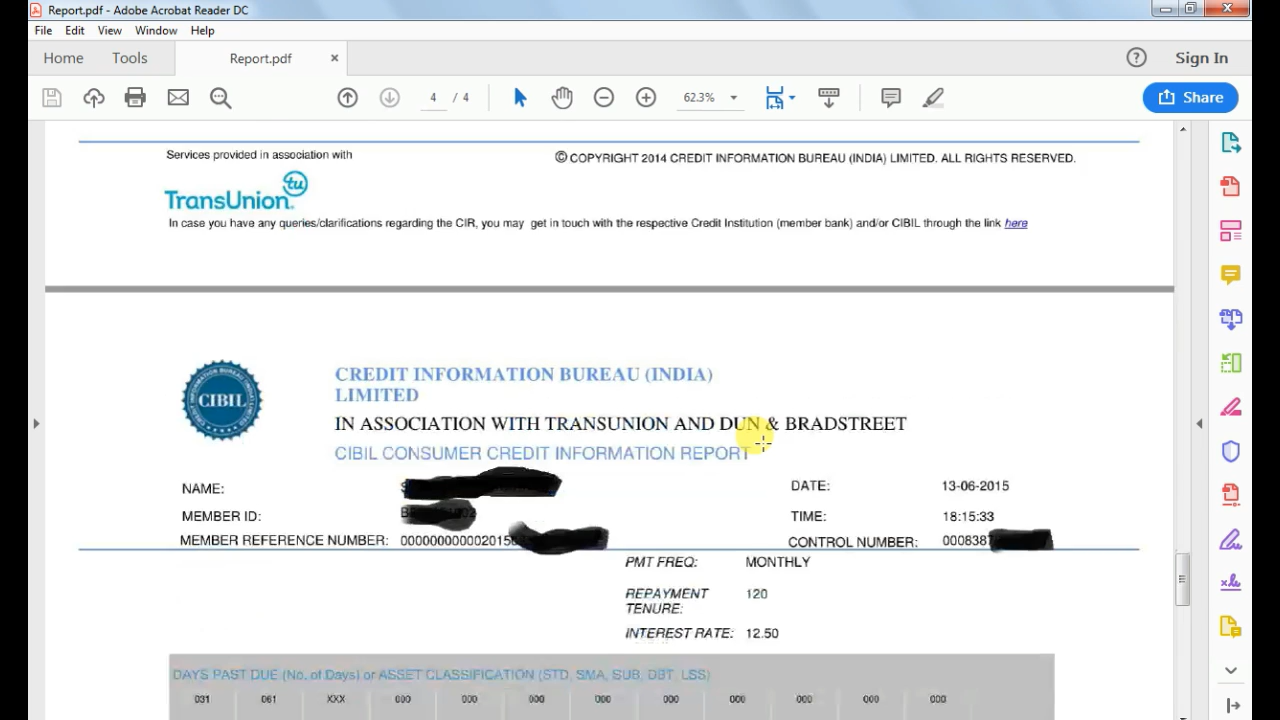 Report.pdf - Adobe Acrobat Reader DC
File Edit View Window Help
Home Tools Report.pdf × ? Sign In
4 / 4 62.3% Share
Services provided in association with
© COPYRIGHT 2014 CREDIT INFORMATION BUREAU (INDIA) LIMITED. ALL RIGHTS RESERVED.
TransUnion. tu
In case you have any queries/clarifications regarding the CIR, you may get in touch with the respective Credit Institution (member bank) and/or CIBIL through the link here
CIBIL
CREDIT INFORMATION BUREAU (INDIA)
LIMITED
IN ASSOCIATION WITH TRANSUNION AND DUN & BRADSTREET
CIBIL CONSUMER CREDIT INFORMATION REPORT
NAME: DATE: 13-06-2015
MEMBER ID: TIME: 18:15:33
MEMBER REFERENCE NUMBER: CONTROL NUMBER:
PMT FREQ: MONTHLY
REPAYMENT 120
TENURE:
INTEREST RATE: 12.50
DAYS PAST DUE (No. of Days) or ASSET CLASSIFICATION (STD, SMA, SUB, DBT, LSS)
031 061 XXX 000 000 000 000 000 000 000 000 000